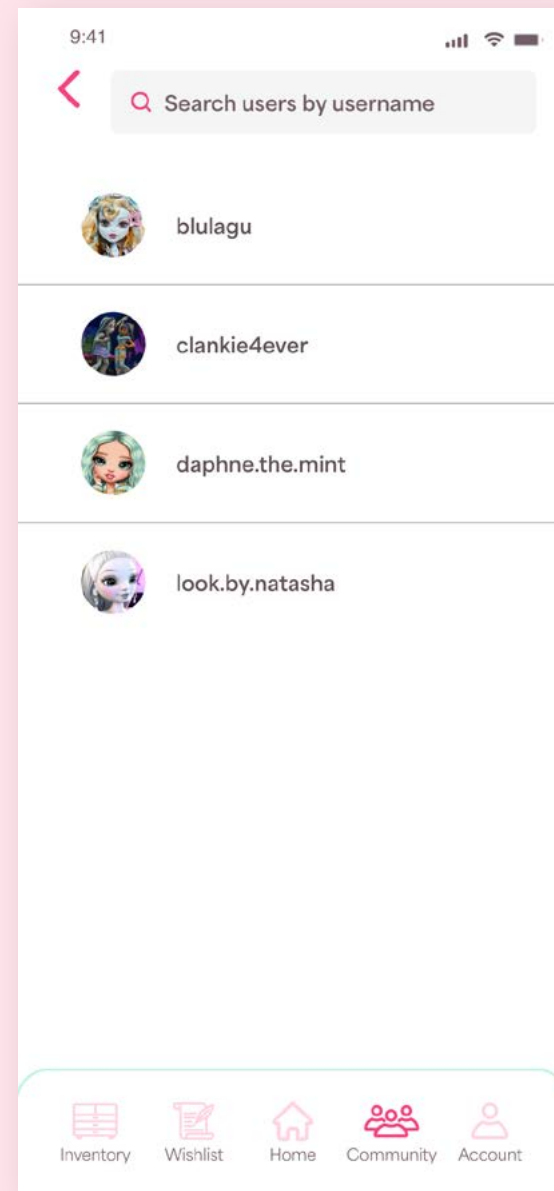 9:41
Search users by username
blulagu
clankie4ever
daphne.the.mint
look.by.natasha
Inventory Wishlist Home Community Account